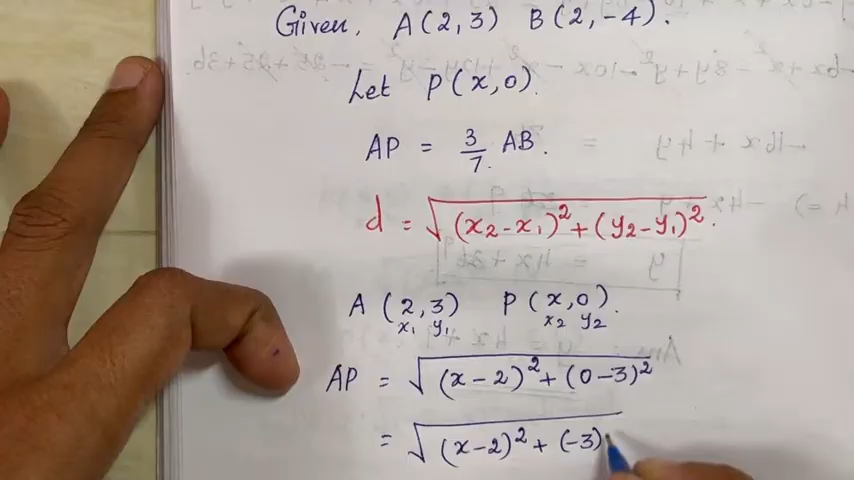 Given, A(2,3) B(2,-4).
Let P(x,0).
AP = 3/7 AB.
d = √((x₂-x₁)²+(y₂-y₁)²).
A (2,3) P(x,0).
x₁ y₁ x₂ y₂
AP = √((x-2)²+(0-3)²)
= √((x-2)²+(-3)